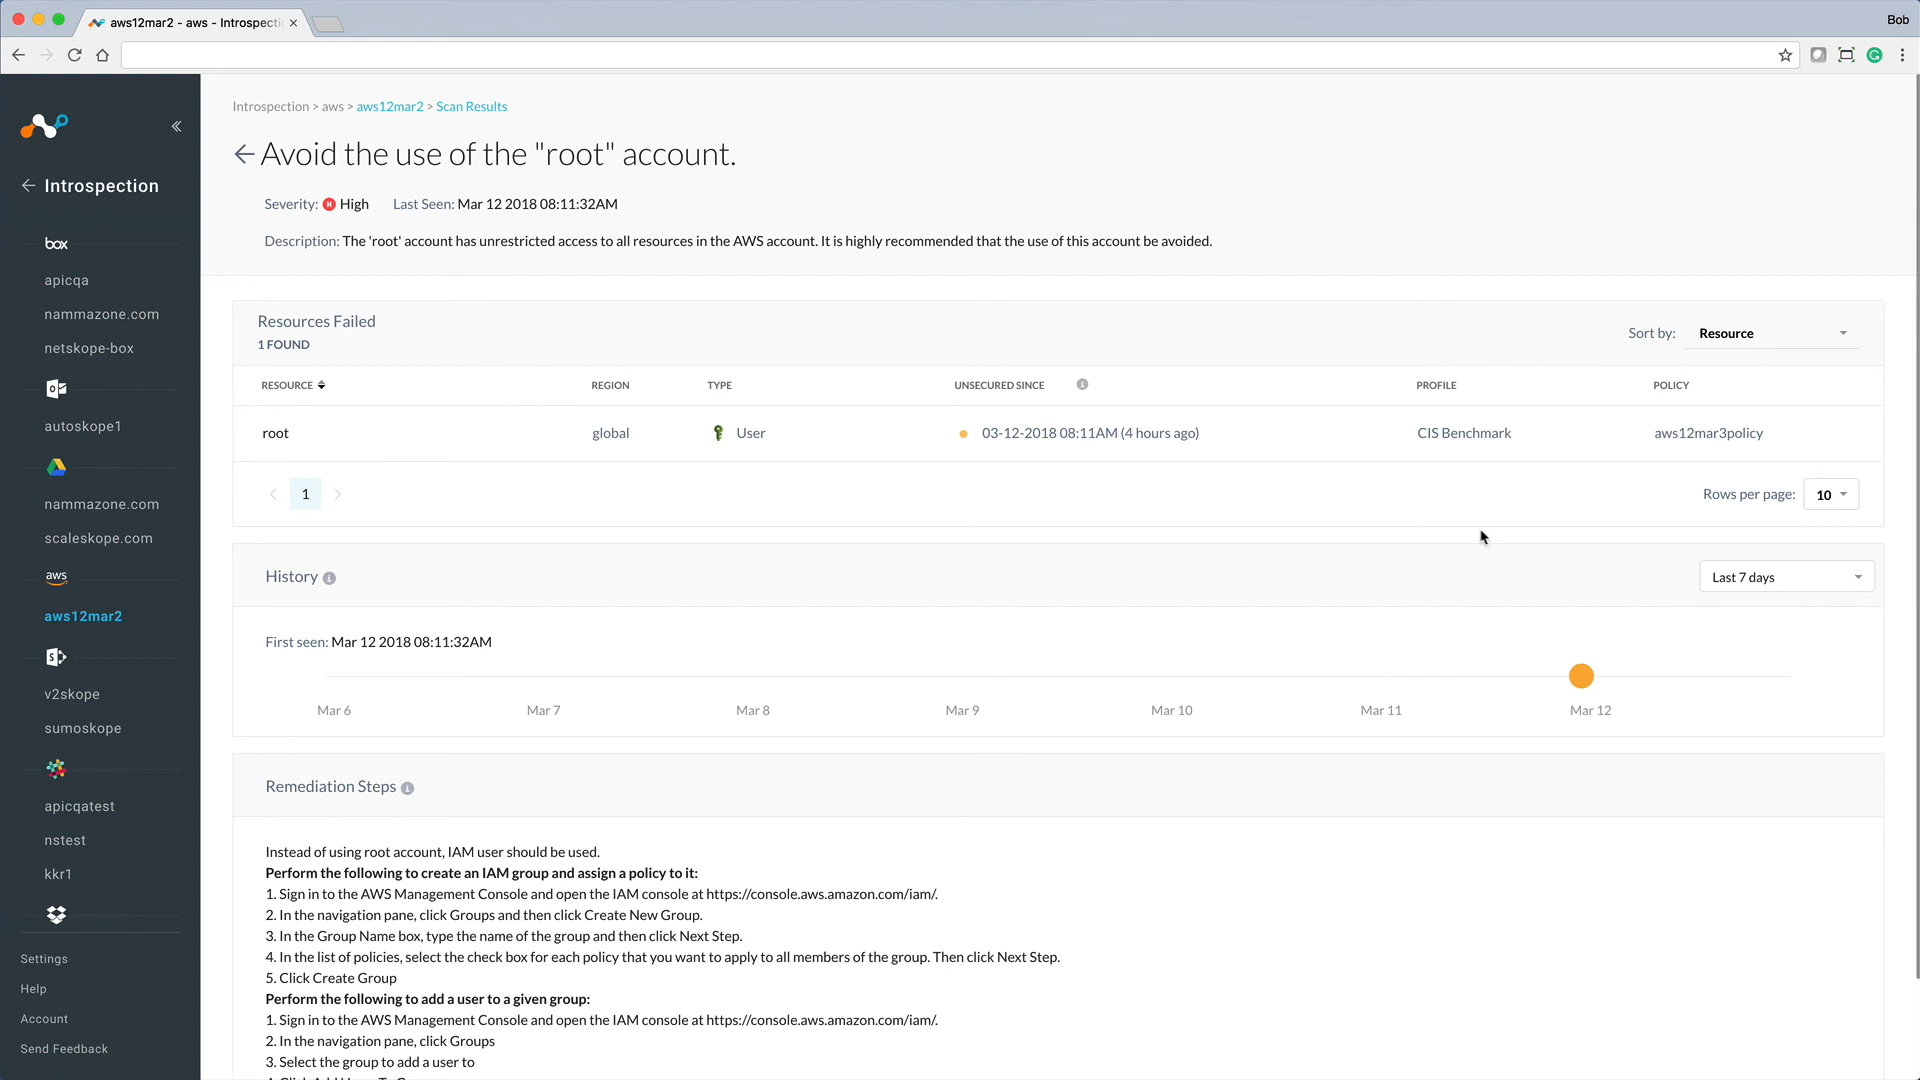 aws12mar2 - aws - Introspecti
Bob
Introspection > aws > aws12mar2 > Scan Results
Avoid the use of the "root" account.
Severity: H High Last Seen: Mar 12 2018 08:11:32AM
Description: The 'root' account has unrestricted access to all resources in the AWS account. It is highly recommended that the use of this account be avoided.
Introspection
box
apicqa
nammazone.com
netskope-box
autoskope1
nammazone.com
scaleskope.com
aws
aws12mar2
v2skope
sumoskope
apicqatest
nstest
kkr1
Settings
Help
Account
Send Feedback
Resources Failed
1 FOUND
Sort by: Resource
RESOURCE REGION TYPE UNSECURED SINCE PROFILE POLICY
root global User 03-12-2018 08:11AM (4 hours ago) CIS Benchmark aws12mar3policy
1
Rows per page: 10
History
Last 7 days
First seen: Mar 12 2018 08:11:32AM
Mar 6 Mar 7 Mar 8 Mar 9 Mar 10 Mar 11 Mar 12
Remediation Steps
Instead of using root account, IAM user should be used.
Perform the following to create an IAM group and assign a policy to it:
1. Sign in to the AWS Management Console and open the IAM console at https://console.aws.amazon.com/iam/.
2. In the navigation pane, click Groups and then click Create New Group.
3. In the Group Name box, type the name of the group and then click Next Step.
4. In the list of policies, select the check box for each policy that you want to apply to all members of the group. Then click Next Step.
5. Click Create Group
Perform the following to add a user to a given group:
1. Sign in to the AWS Management Console and open the IAM console at https://console.aws.amazon.com/iam/.
2. In the navigation pane, click Groups
3. Select the group to add a user to